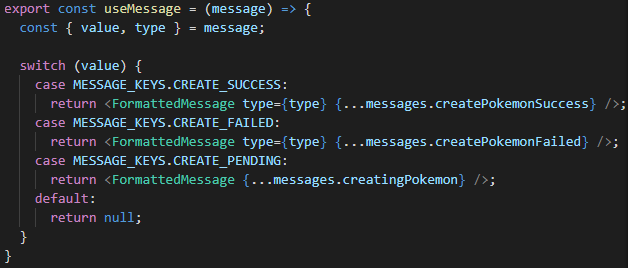 export const useMessage = (message) => {
  const { value, type } = message;

  switch (value) {
    case MESSAGE_KEYS.CREATE_SUCCESS:
      return <FormattedMessage type={type} {...messages.createPokemonSuccess} />;
    case MESSAGE_KEYS.CREATE_FAILED:
      return <FormattedMessage type={type} {...messages.createPokemonFailed} />;
    case MESSAGE_KEYS.CREATE_PENDING:
      return <FormattedMessage {...messages.creatingPokemon} />;
    default:
      return null;
  }
}